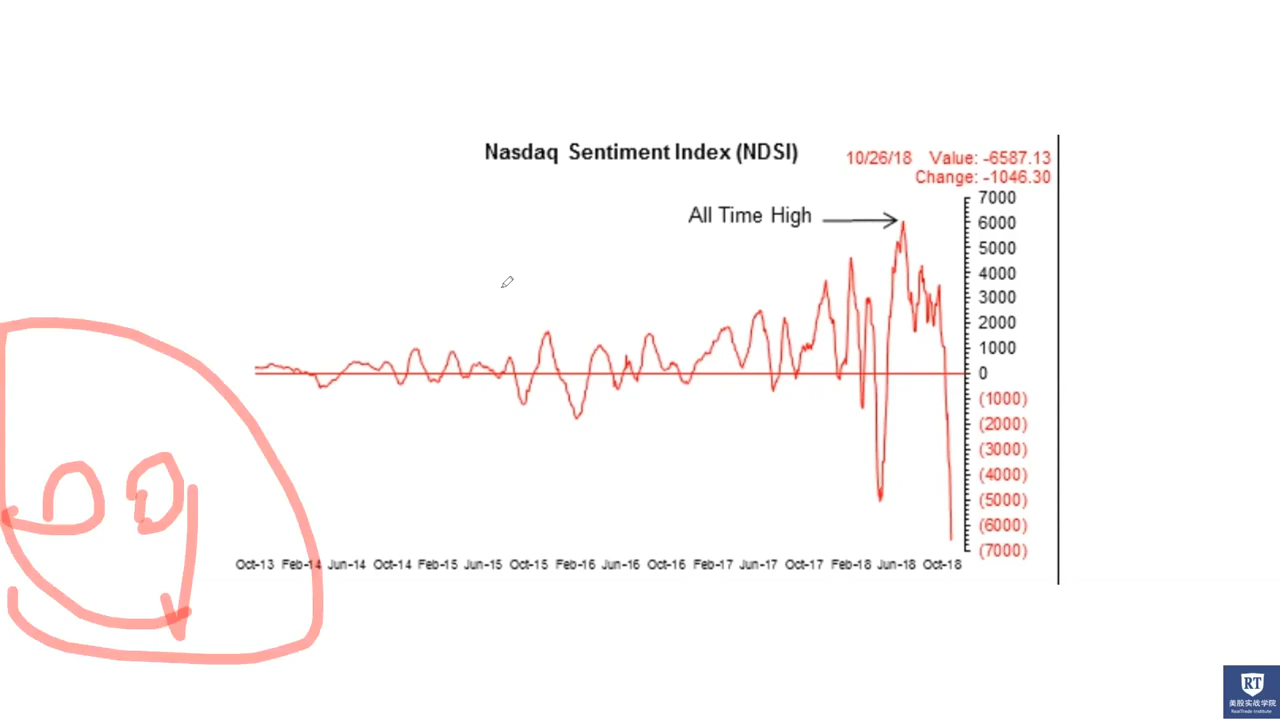 Nasdaq Sentiment Index (NDSI)
10/26/18 Value: -6587.13
Change: -1046.30
All Time High
7000
6000
5000
4000
3000
2000
1000
0
(1000)
(2000)
(3000)
(4000)
(5000)
(6000)
(7000)
Oct-13 Feb-14 Jun-14 Oct-14 Feb-15 Jun-15 Oct-15 Feb-16 Jun-16 Oct-16 Feb-17 Jun-17 Oct-17 Feb-18 Jun-18 Oct-18
RT
美股实战学院
RealTrade Institute